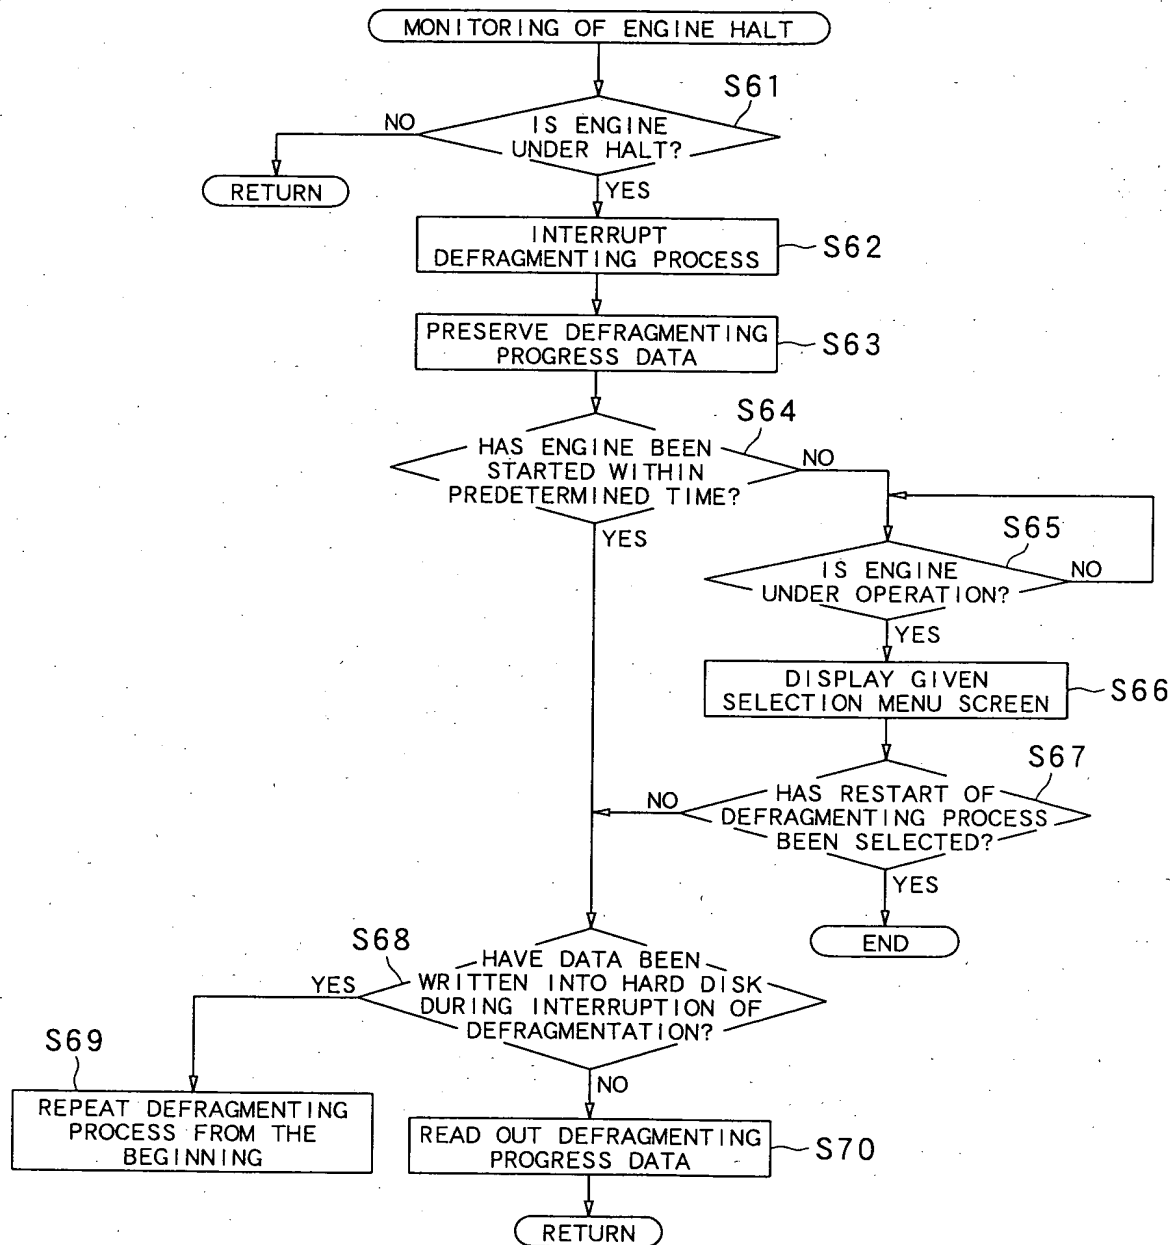 MONITORING OF ENGINE HALT
S61
IS ENGINE
UNDER HALT?
NO
RETURN
YES
INTERRUPT
DEFRAGMENTING PROCESS
S62
PRESERVE DEFRAGMENTING
PROGRESS DATA
S63
S64
HAS ENGINE BEEN
STARTED WITHIN
PREDETERMINED TIME?
NO
YES
S65
IS ENGINE
UNDER OPERATION?
NO
YES
DISPLAY GIVEN
SELECTION MENU SCREEN
S66
S67
HAS RESTART OF
DEFRAGMENTING PROCESS
BEEN SELECTED?
NO
YES
END
S68
HAVE DATA BEEN
WRITTEN INTO HARD DISK
DURING INTERRUPTION OF
DEFRAGMENTATION?
YES
NO
S69
REPEAT DEFRAGMENTING
PROCESS FROM THE
BEGINNING
READ OUT DEFRAGMENTING
PROGRESS DATA
S70
RETURN